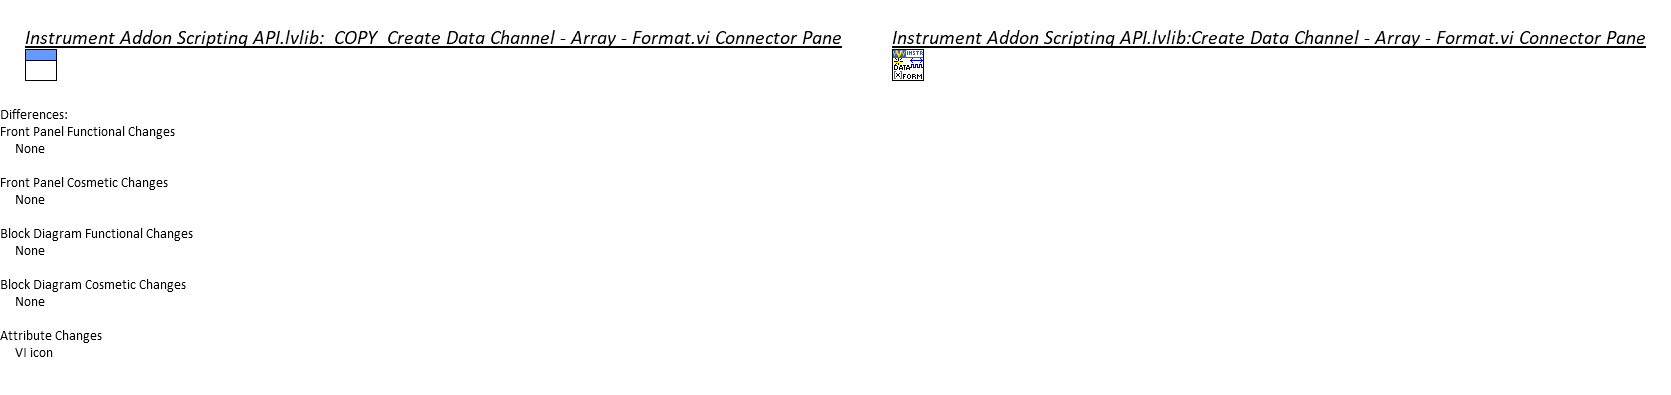 Instrument Addon Scripting API.lvlib:  COPY  Create Data Channel - Array - Format.vi Connector Pane
Instrument Addon Scripting API.lvlib:Create Data Channel - Array - Format.vi Connector Pane
INSTR
DATA
[X]FORM
Differences:
Front Panel Functional Changes
None
Front Panel Cosmetic Changes
None
Block Diagram Functional Changes
None
Block Diagram Cosmetic Changes
None
Attribute Changes
VI icon